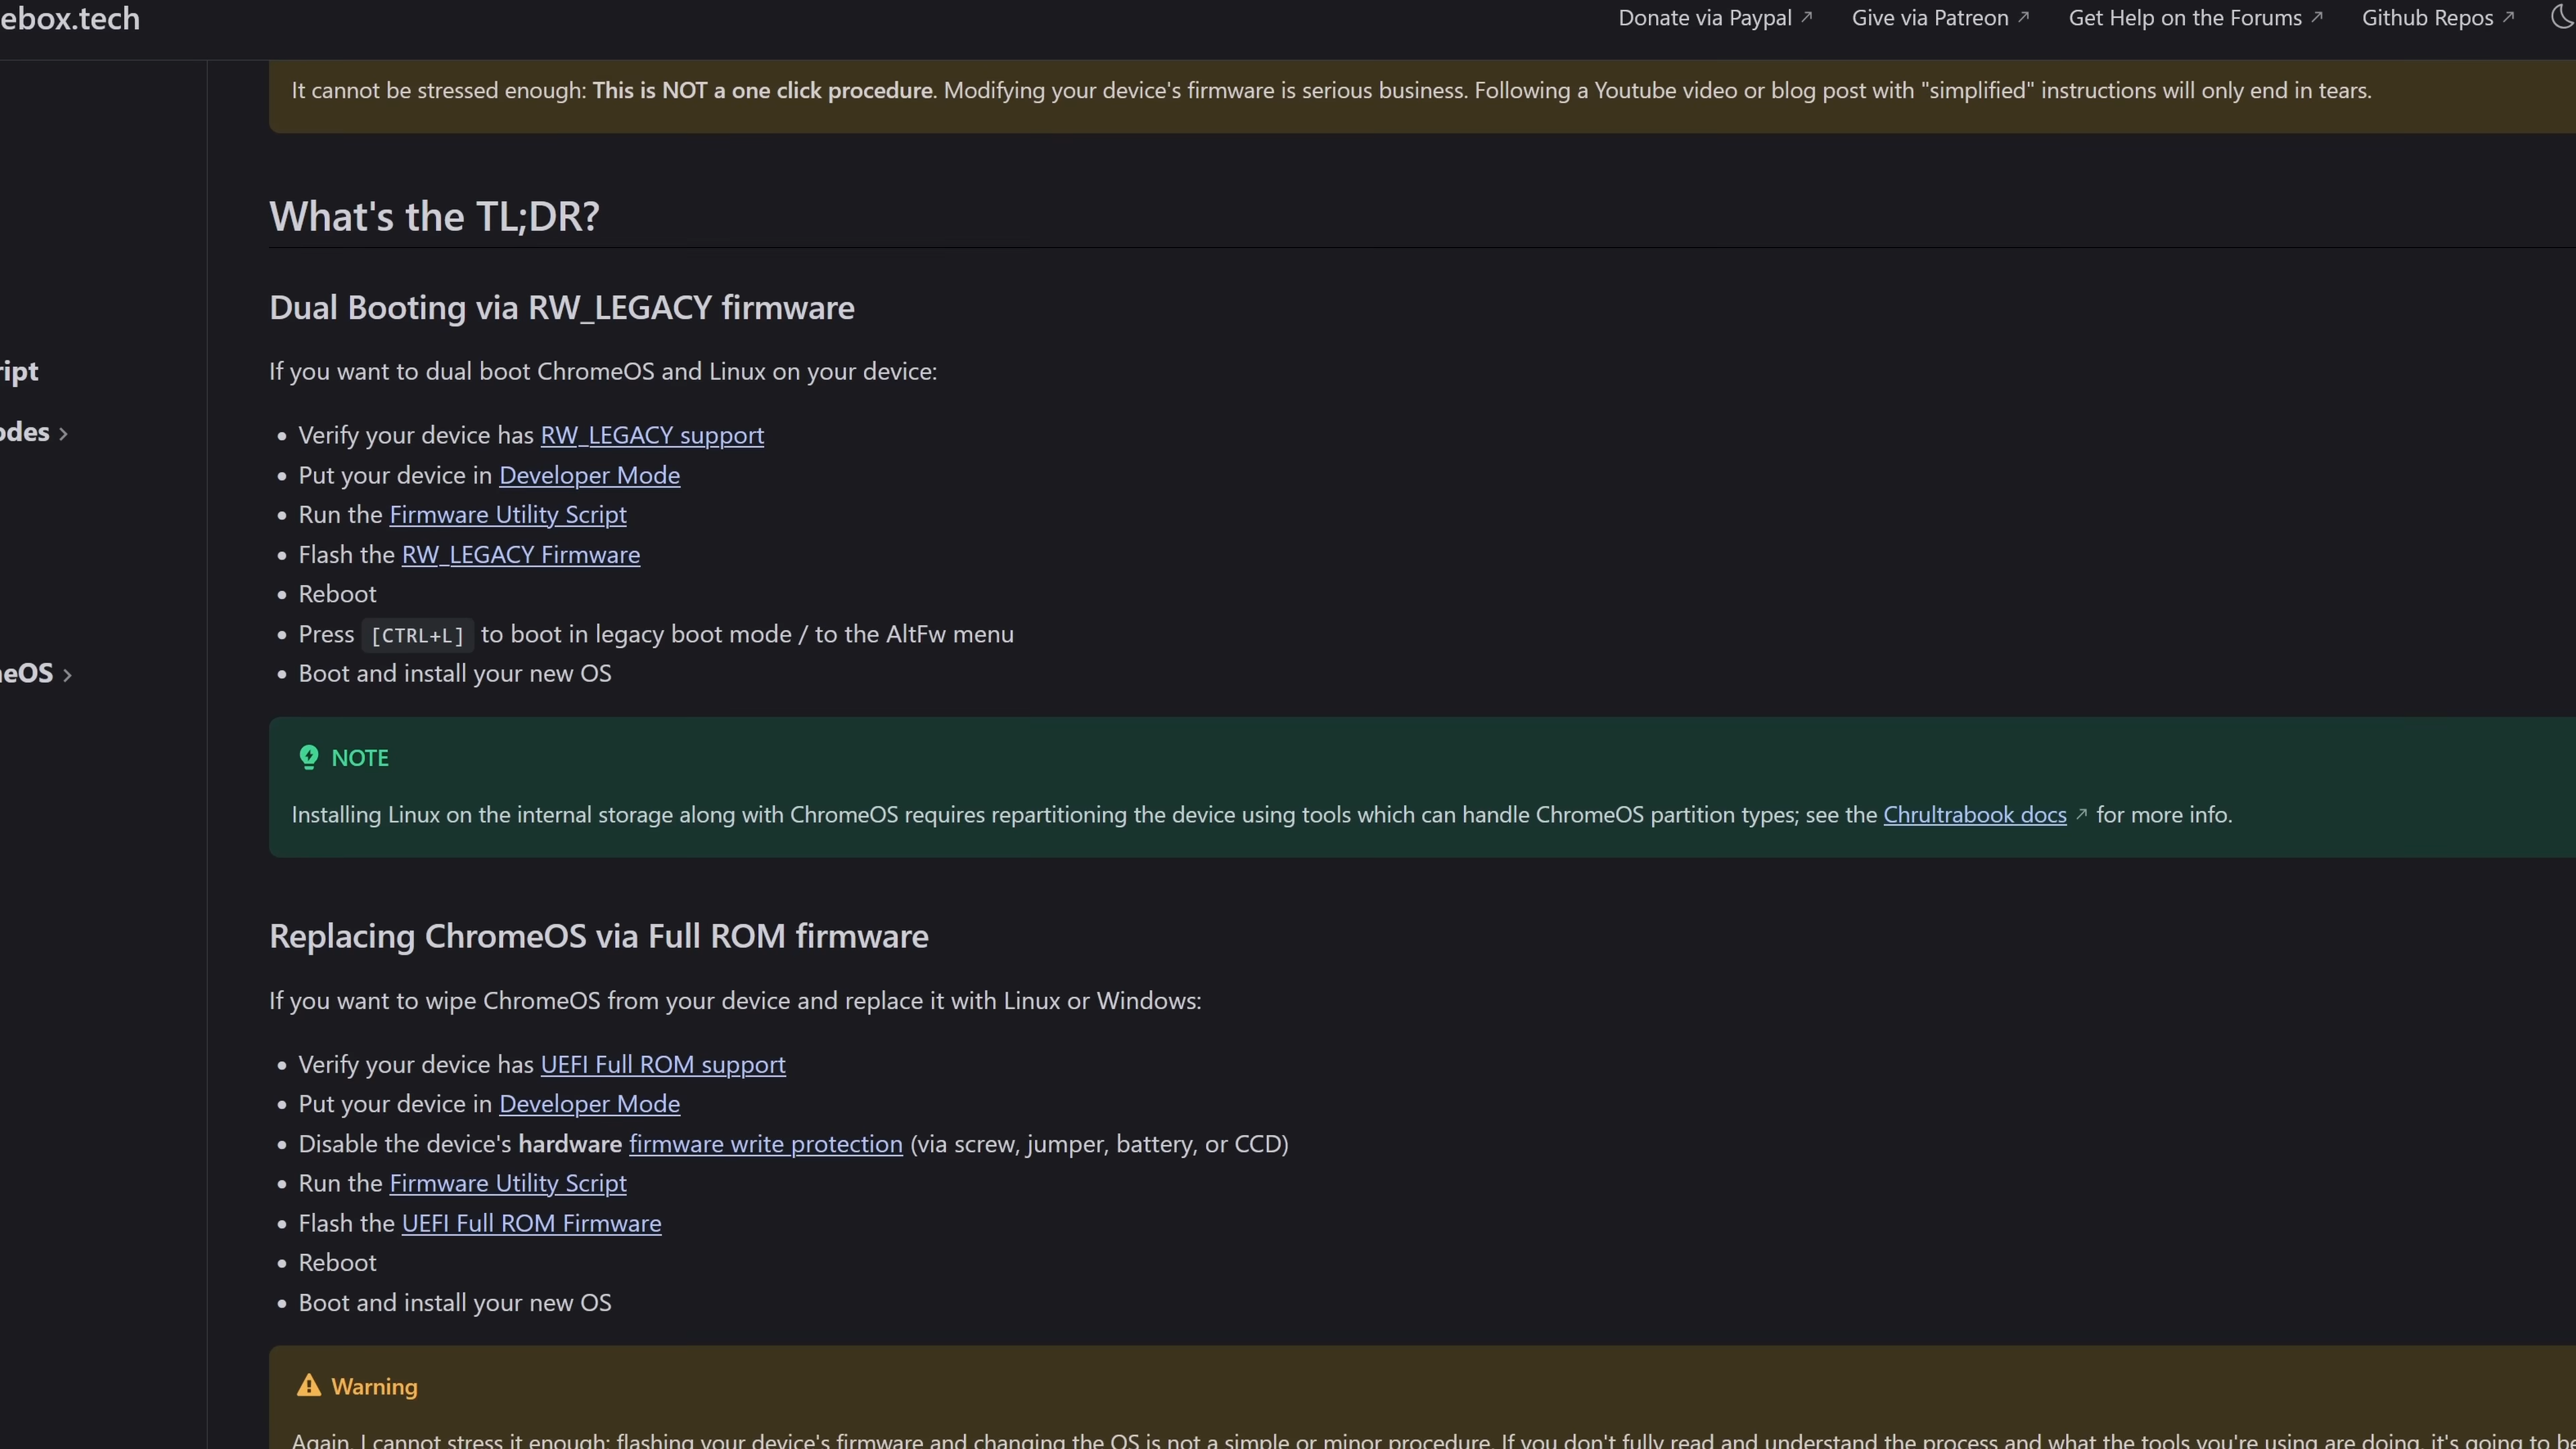 ebox.tech
Donate via Paypal
Give via Patreon
Get Help on the Forums
Github Repos
ript
odes
eOS
It cannot be stressed enough: This is NOT a one click procedure. Modifying your device's firmware is serious business. Following a Youtube video or blog post with "simplified" instructions will only end in tears.
What's the TL;DR?
Dual Booting via RW_LEGACY firmware
If you want to dual boot ChromeOS and Linux on your device:
• Verify your device has RW_LEGACY support
• Put your device in Developer Mode
• Run the Firmware Utility Script
• Flash the RW_LEGACY Firmware
• Reboot
• Press [CTRL+L] to boot in legacy boot mode / to the AltFw menu
• Boot and install your new OS
NOTE
Installing Linux on the internal storage along with ChromeOS requires repartitioning the device using tools which can handle ChromeOS partition types; see the Chrultrabook docs for more info.
Replacing ChromeOS via Full ROM firmware
If you want to wipe ChromeOS from your device and replace it with Linux or Windows:
• Verify your device has UEFI Full ROM support
• Put your device in Developer Mode
• Disable the device's hardware firmware write protection (via screw, jumper, battery, or CCD)
• Run the Firmware Utility Script
• Flash the UEFI Full ROM Firmware
• Reboot
• Boot and install your new OS
Warning
Again, I cannot stress it enough: flashing your device's firmware and changing the OS is not a simple or minor procedure. If you don't fully read and understand the process and what the tools you're using are doing, it's going to b